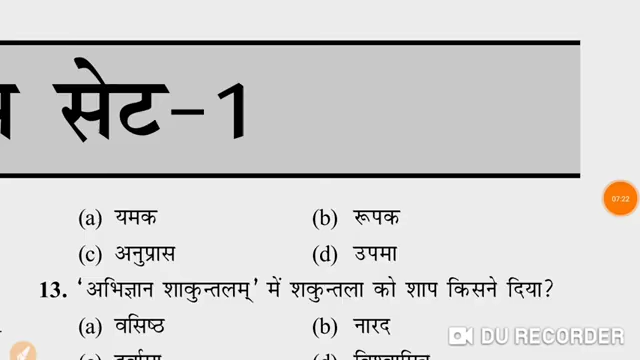 सेट-1
(a) यमक (b) रूपक
(c) अनुप्रास (d) उपमा
07:22
13. ‘अभिज्ञान शाकुन्तलम्’ में शकुन्तला को शाप किसने दिया?
(a) वसिष्ठ (b) नारद
DU RECORDER